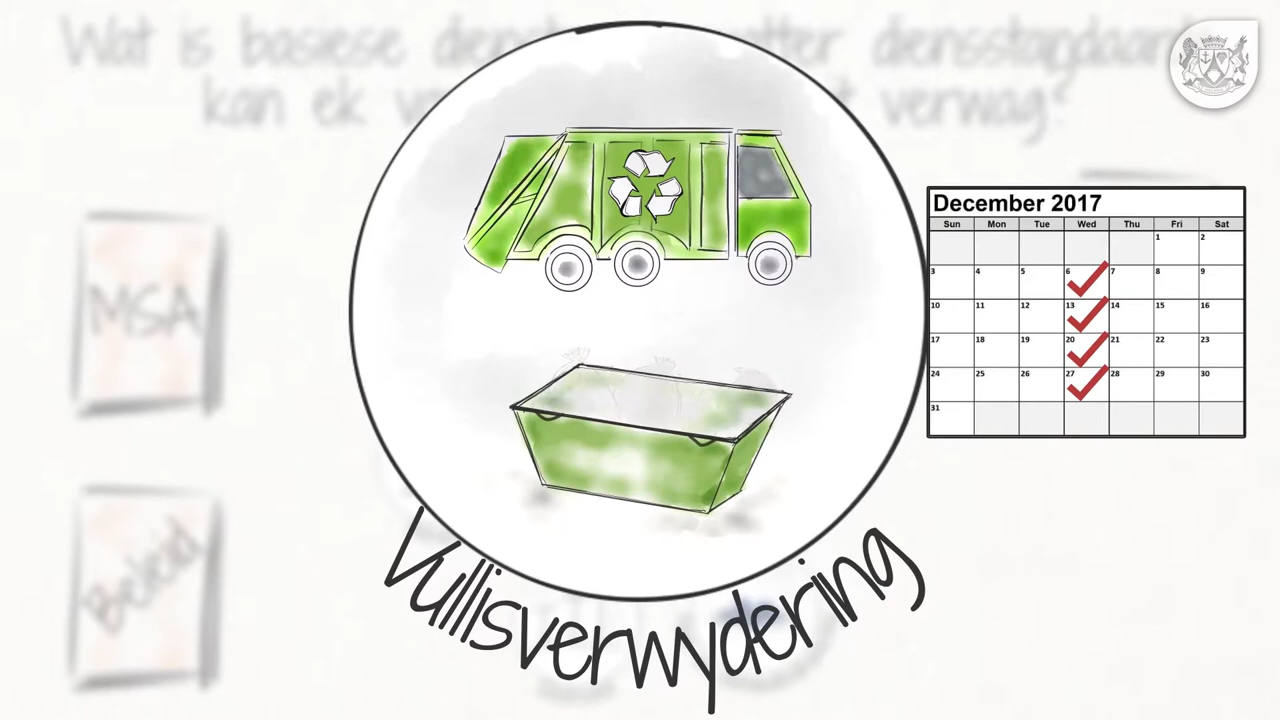 Wat is basiese diensstandaard
kan ek verwag?
MSA
Beleid
December 2017
Sun Mon Tue Wed Thu Fri Sat
1 2
3 4 5 6 7 8 9
10 11 12 13 14 15 16
17 18 19 20 21 22 23
24 25 26 27 28 29 30
31
Vullisverwydering